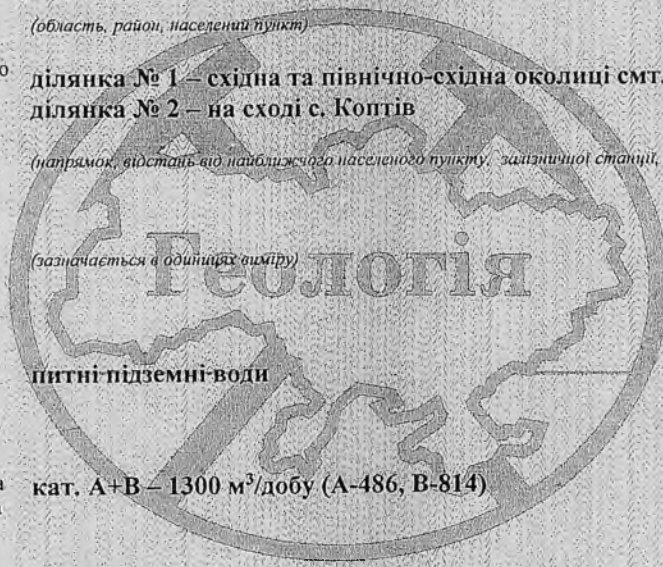 (область, район, населений пункт)
о
ділянка № 1 – східна та північно-східна околиці смт.
ділянка № 2 – на сході с. Коптів
(напрямок, відстань від найближчого населеного пункту, залізничної станції,
(зазначається в одиницях виміру)
Геологія
питні підземні води
а кат. А+В – 1300 м³/добу (А-486, В-814)